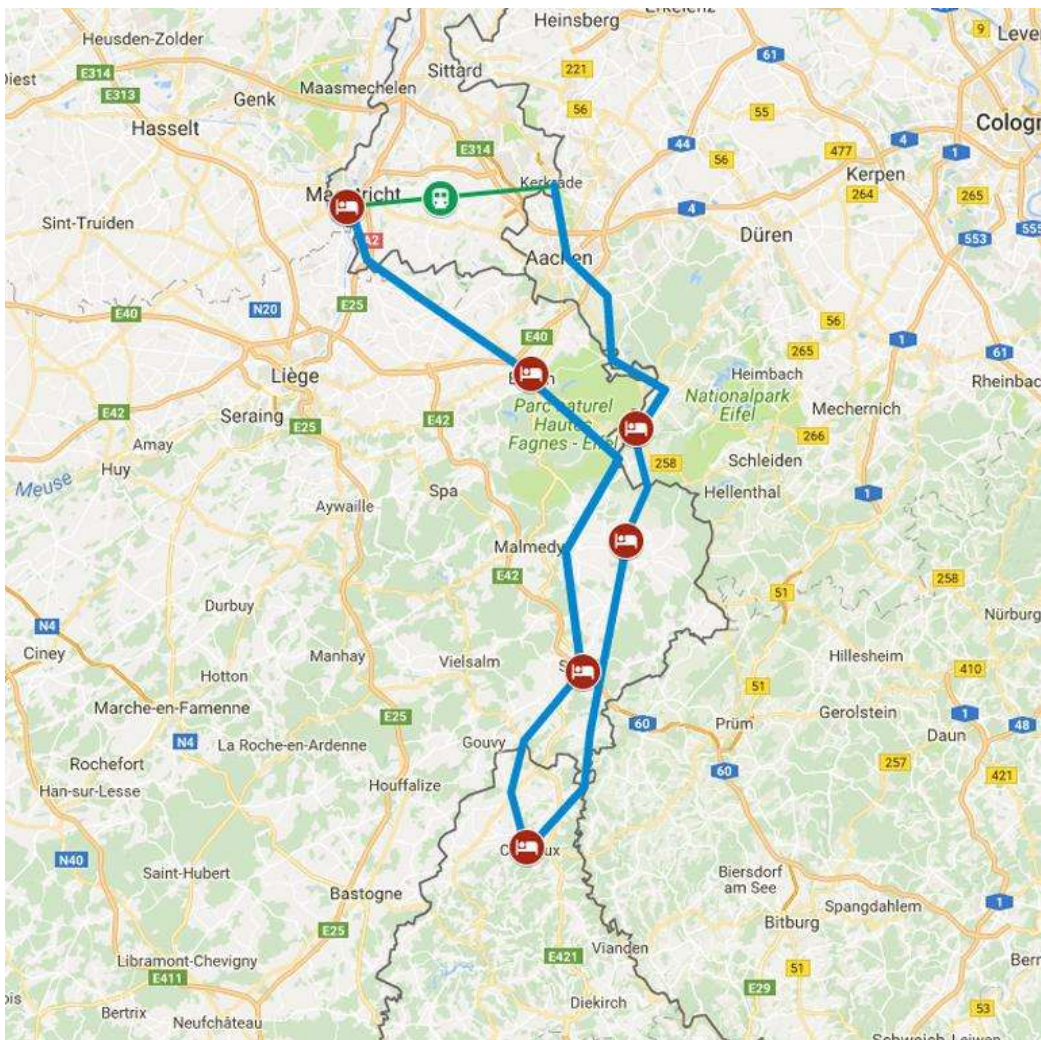 Heinsberg
Erkelenz
Heusden-Zolder
9
Lever
61
Sittard
221
E314
Diest
Maasmechelen
E313
Genk
56
55
Hasselt
Cologn
44
4
E314
477
1
56
Kerpen
Kerkrade
264
265
Sint-Truiden
4
Düren
553
555
A2
Aachen
E25
N20
E40
56
E40
1
61
265
Liège
Heimbach
Rheinbac
Parc naturel
Hautes
Fagnes - Eifel
Nationalpark
Eifel
E42
Seraing
E25
E42
Mechernich
266
Amay
Huy
258
Schleiden
Meuse
Spa
Hellenthal
1
Aywaille
Malmedy
E42
258
51
Durbuy
Nürburg
N4
Ciney
Manhay
Vielsalm
Hillesheim
410
Hotton
51
Marche-en-Famenne
E25
60
Prüm
Gerolstein
1
48
N4
La Roche-en-Ardenne
Gouvy
Daun
Rochefort
257
60
421
Han-sur-Lesse
Houffalize
N40
Saint-Hubert
Biersdorf
am See
1
Bastogne
Spangdahlem
Bitburg
E25
Vianden
Libramont-Chevigny
E421
51
Bern
E411
E29
Diekirch
53
Bertrix
Neufchâteau